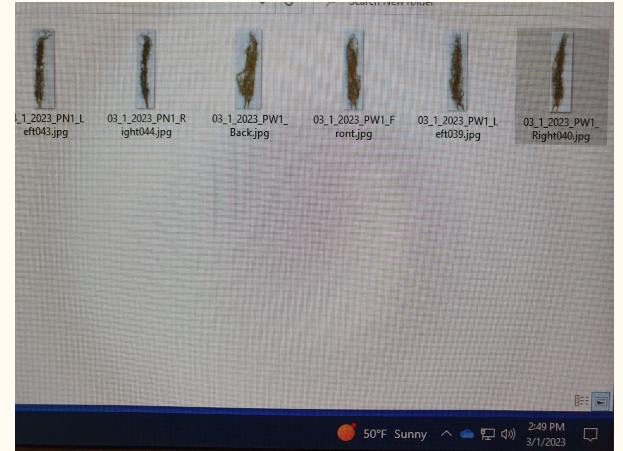 Search New folder
3_1_2023_PN1_L
eft043.jpg
03_1_2023_PN1_R
ight044.jpg
03_1_2023_PW1_
Back.jpg
03_1_2023_PW1_F
ront.jpg
03_1_2023_PW1_L
eft039.jpg
03_1_2023_PW1_
Right040.jpg
50°F Sunny
2:49 PM
3/1/2023